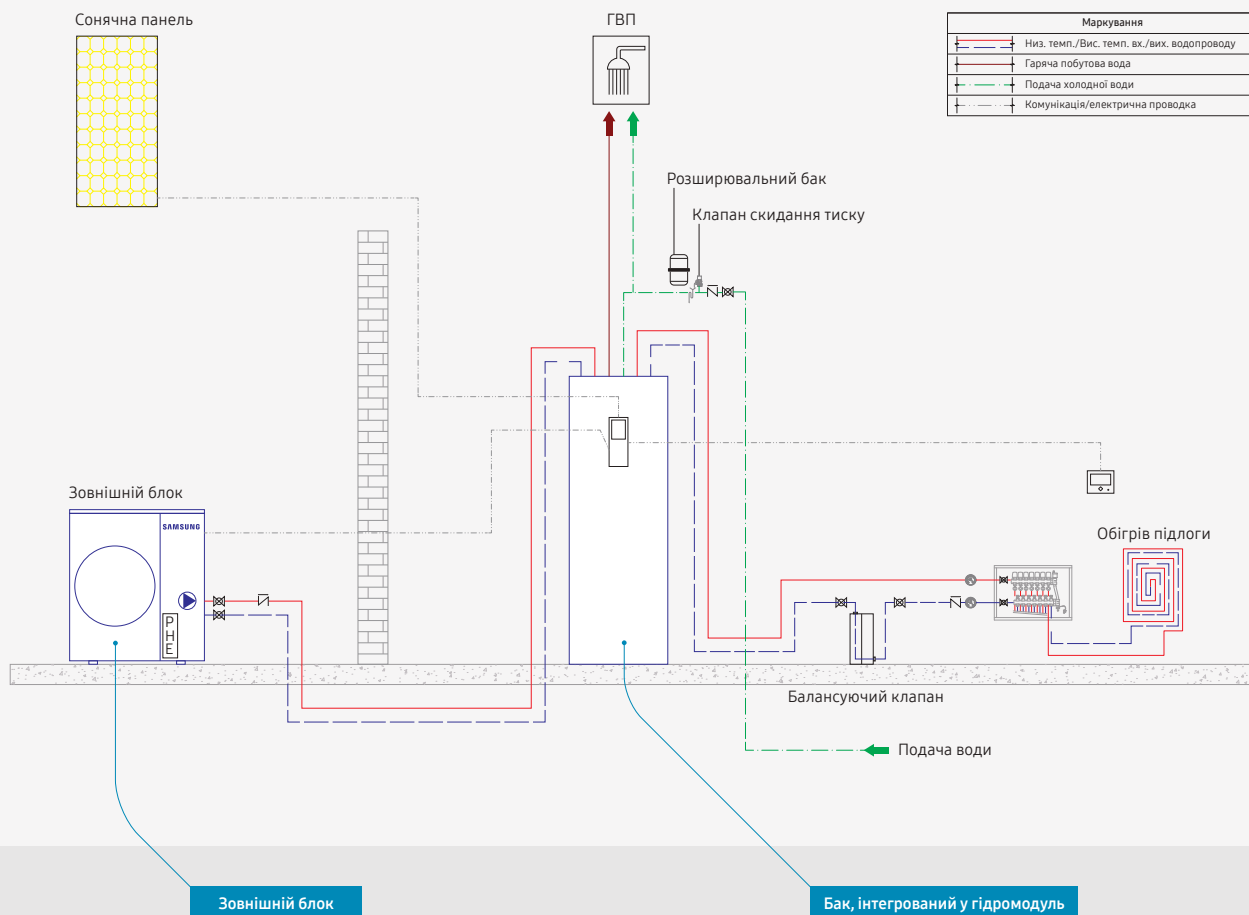 Сонячна панель
ГВП
Маркування
Низ. темп./Вис. темп. вх./вих. водопроводу
Гаряча побутова вода
Подача холодної води
Комунікація/електрична проводка
Розширювальний бак
Клапан скидання тиску
Зовнішній блок
SAMSUNG
PHE
Обігрів підлоги
Балансуючий клапан
Подача води
Зовнішній блок
Бак, інтегрований у гідромодуль